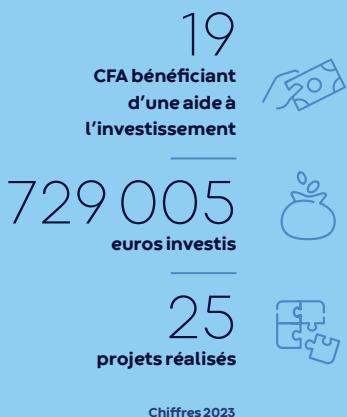 19
CFA bénéficiant
d'une aide à
l'investissement
729 005
euros investis
25
projets réalisés
Chiffres 2023